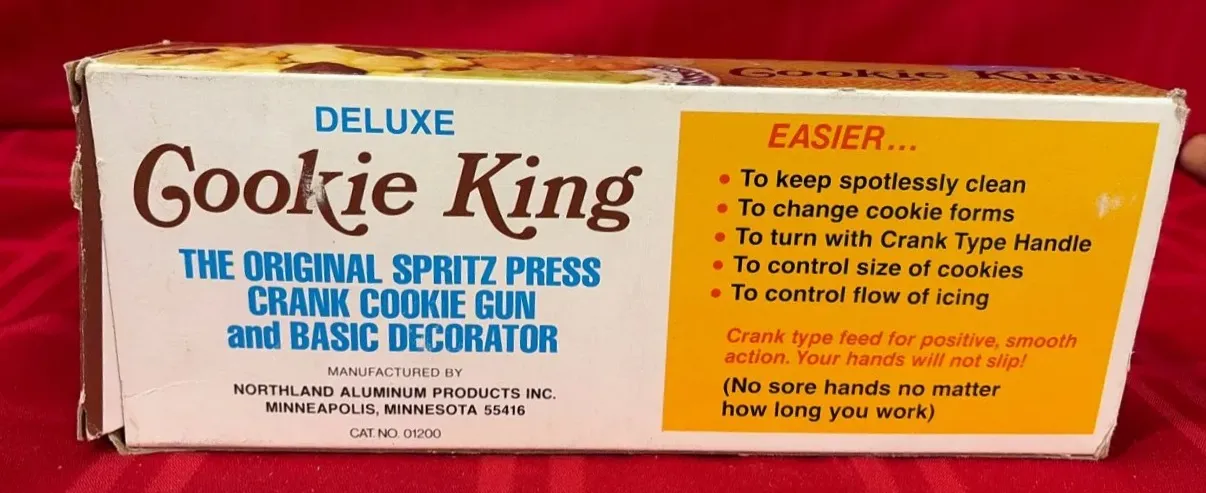 Cookie King
DELUXE
Cookie King
THE ORIGINAL SPRITZ PRESS
CRANK COOKIE GUN
and BASIC DECORATOR
MANUFACTURED BY
NORTHLAND ALUMINUM PRODUCTS INC.
MINNEAPOLIS, MINNESOTA 55416
CAT. NO. 01200
EASIER...
• To keep spotlessly clean
• To change cookie forms
• To turn with Crank Type Handle
• To control size of cookies
• To control flow of icing
Crank type feed for positive, smooth
action. Your hands will not slip!
(No sore hands no matter
how long you work)